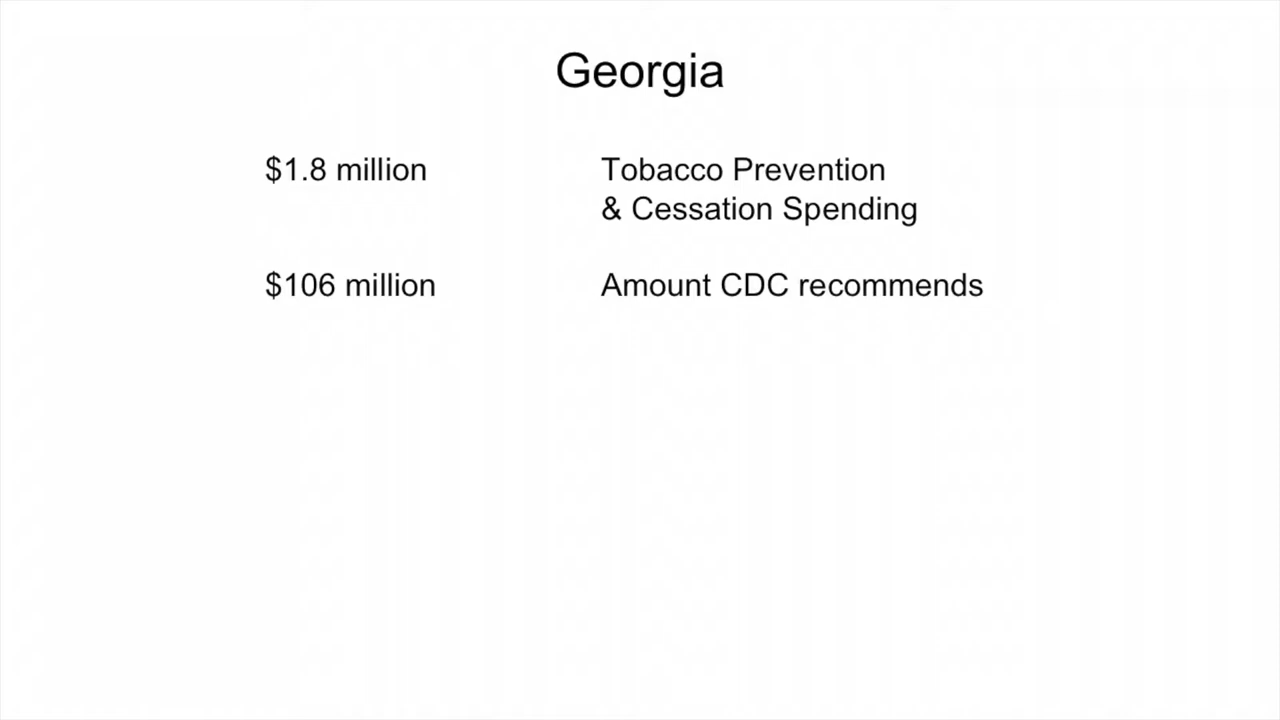 Georgia
$1.8 million Tobacco Prevention
& Cessation Spending
$106 million Amount CDC recommends